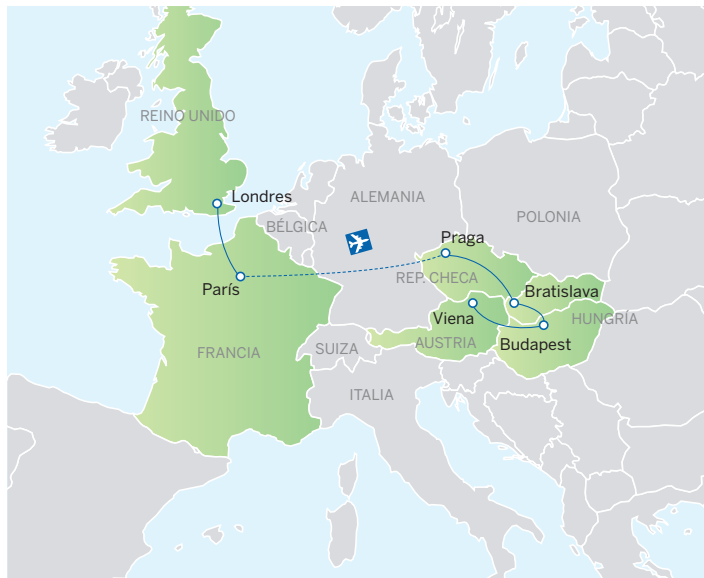 REINO UNIDO
Londres
ALEMANIA
BÉLGICA
POLONIA
Praga
REP. CHECA
París
Bratislava
Viena
HUNGRÍA
AUSTRIA
Budapest
FRANCIA
SUIZA
ITALIA